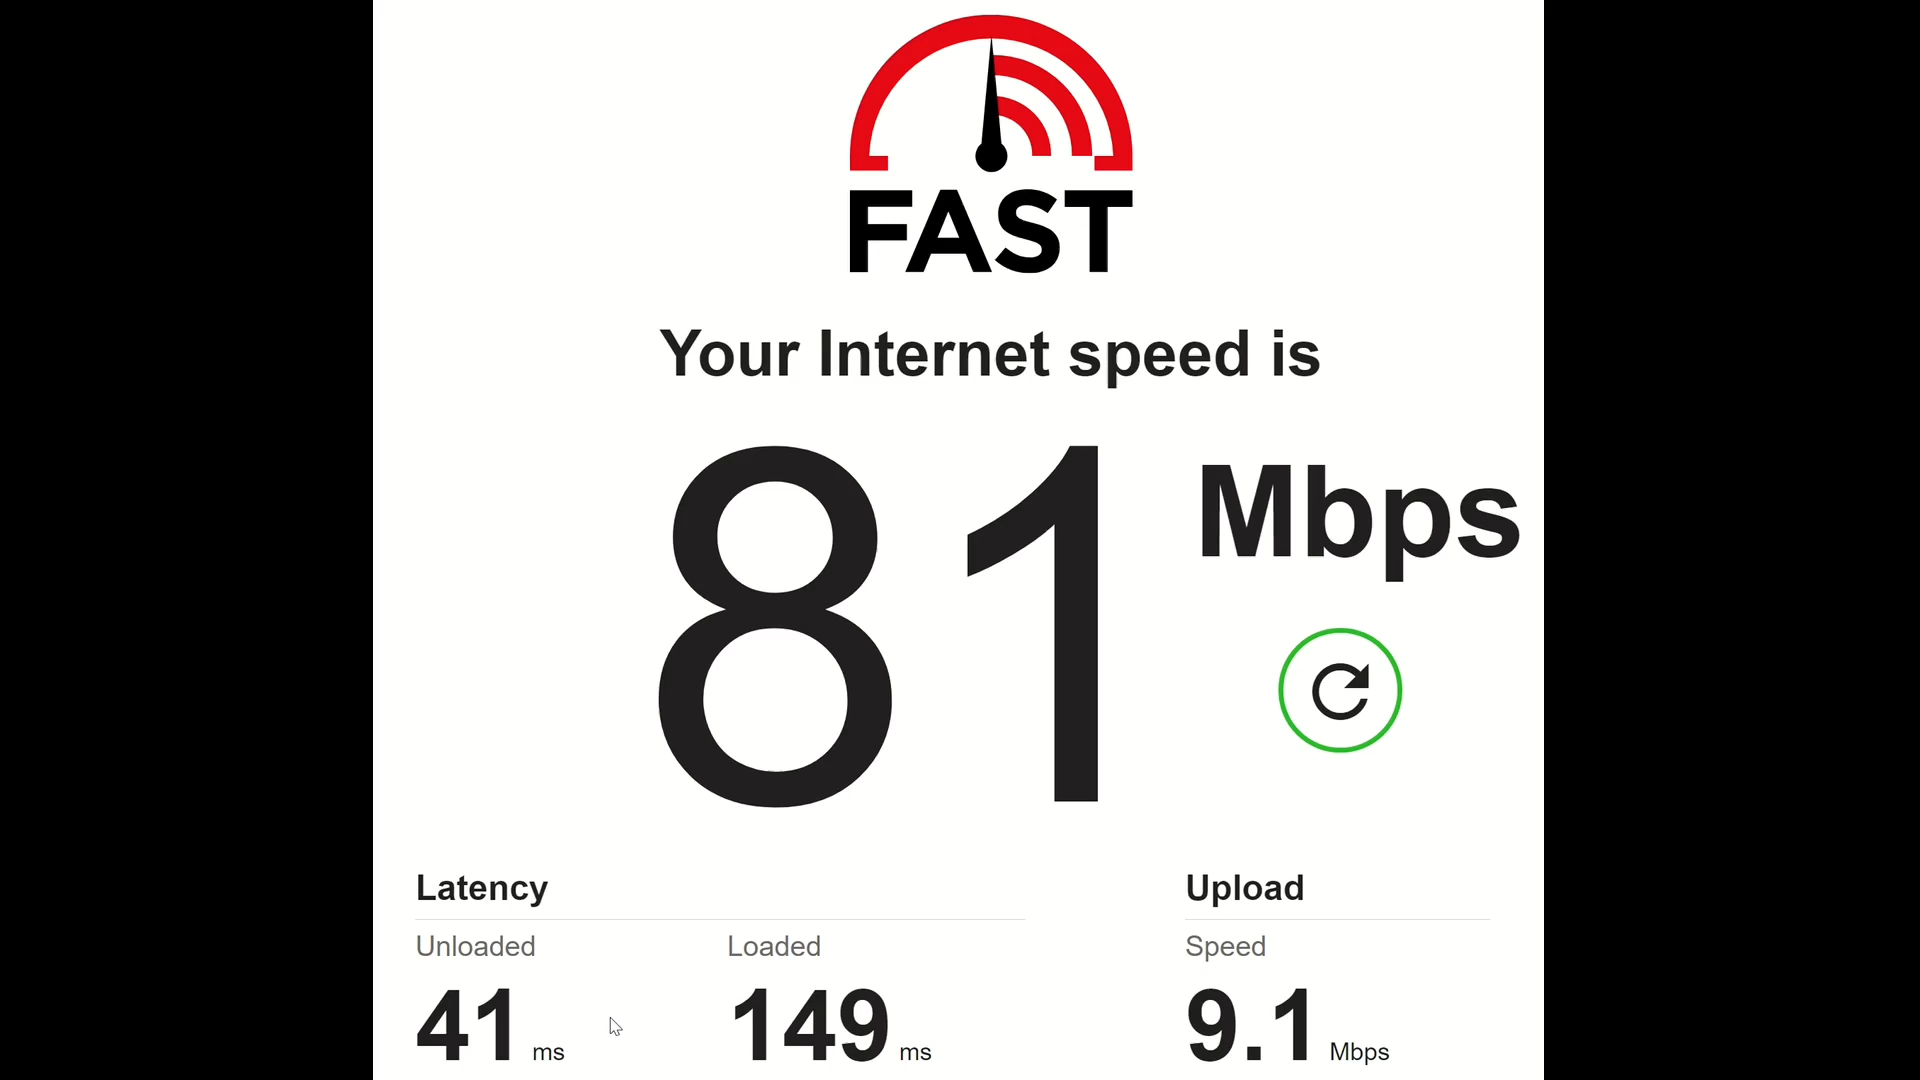 FAST
Your Internet speed is
81 Mbps
Latency
Unloaded Loaded
41 ms 149 ms
Upload
Speed
9.1 Mbps